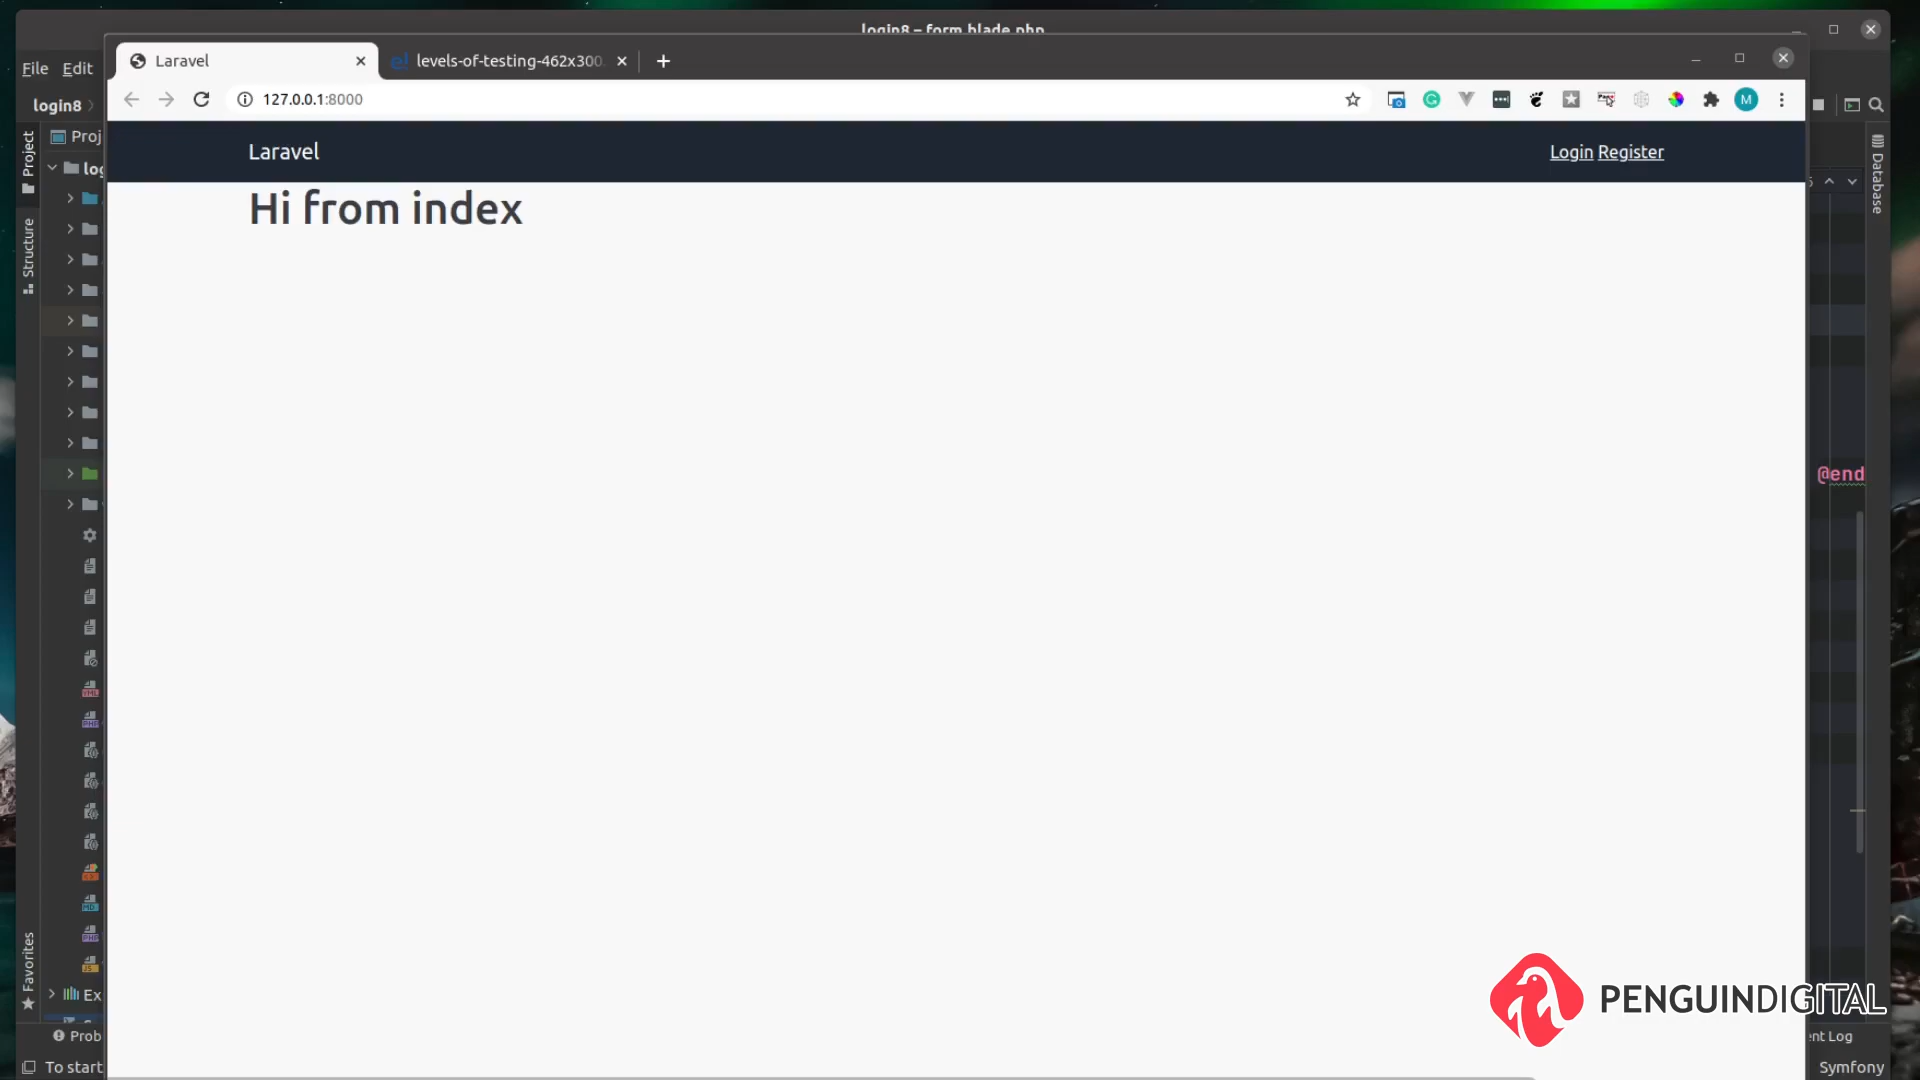 login8 – form.blade.php
File Edit
Laravel
levels-of-testing-462x300
127.0.0.1:8000
login8
Project
Proj
Database
Laravel
Login Register
Hi from index
Structure
@end
Favorites
Ex
PENGUINDIGITAL
Prob
nt Log
To start
Symfony